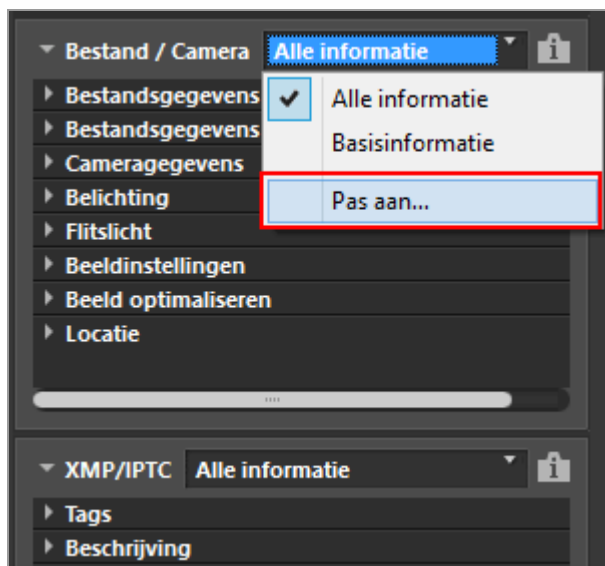 Bestand / Camera Alle informatie
Bestandsgegevens
Bestandsgegevens
Cameragegevens
Belichting
Flitslicht
Beeldinstellingen
Beeld optimaliseren
Locatie
Alle informatie
Basisinformatie
Pas aan...
XMP/IPTC Alle informatie
Tags
Beschrijving